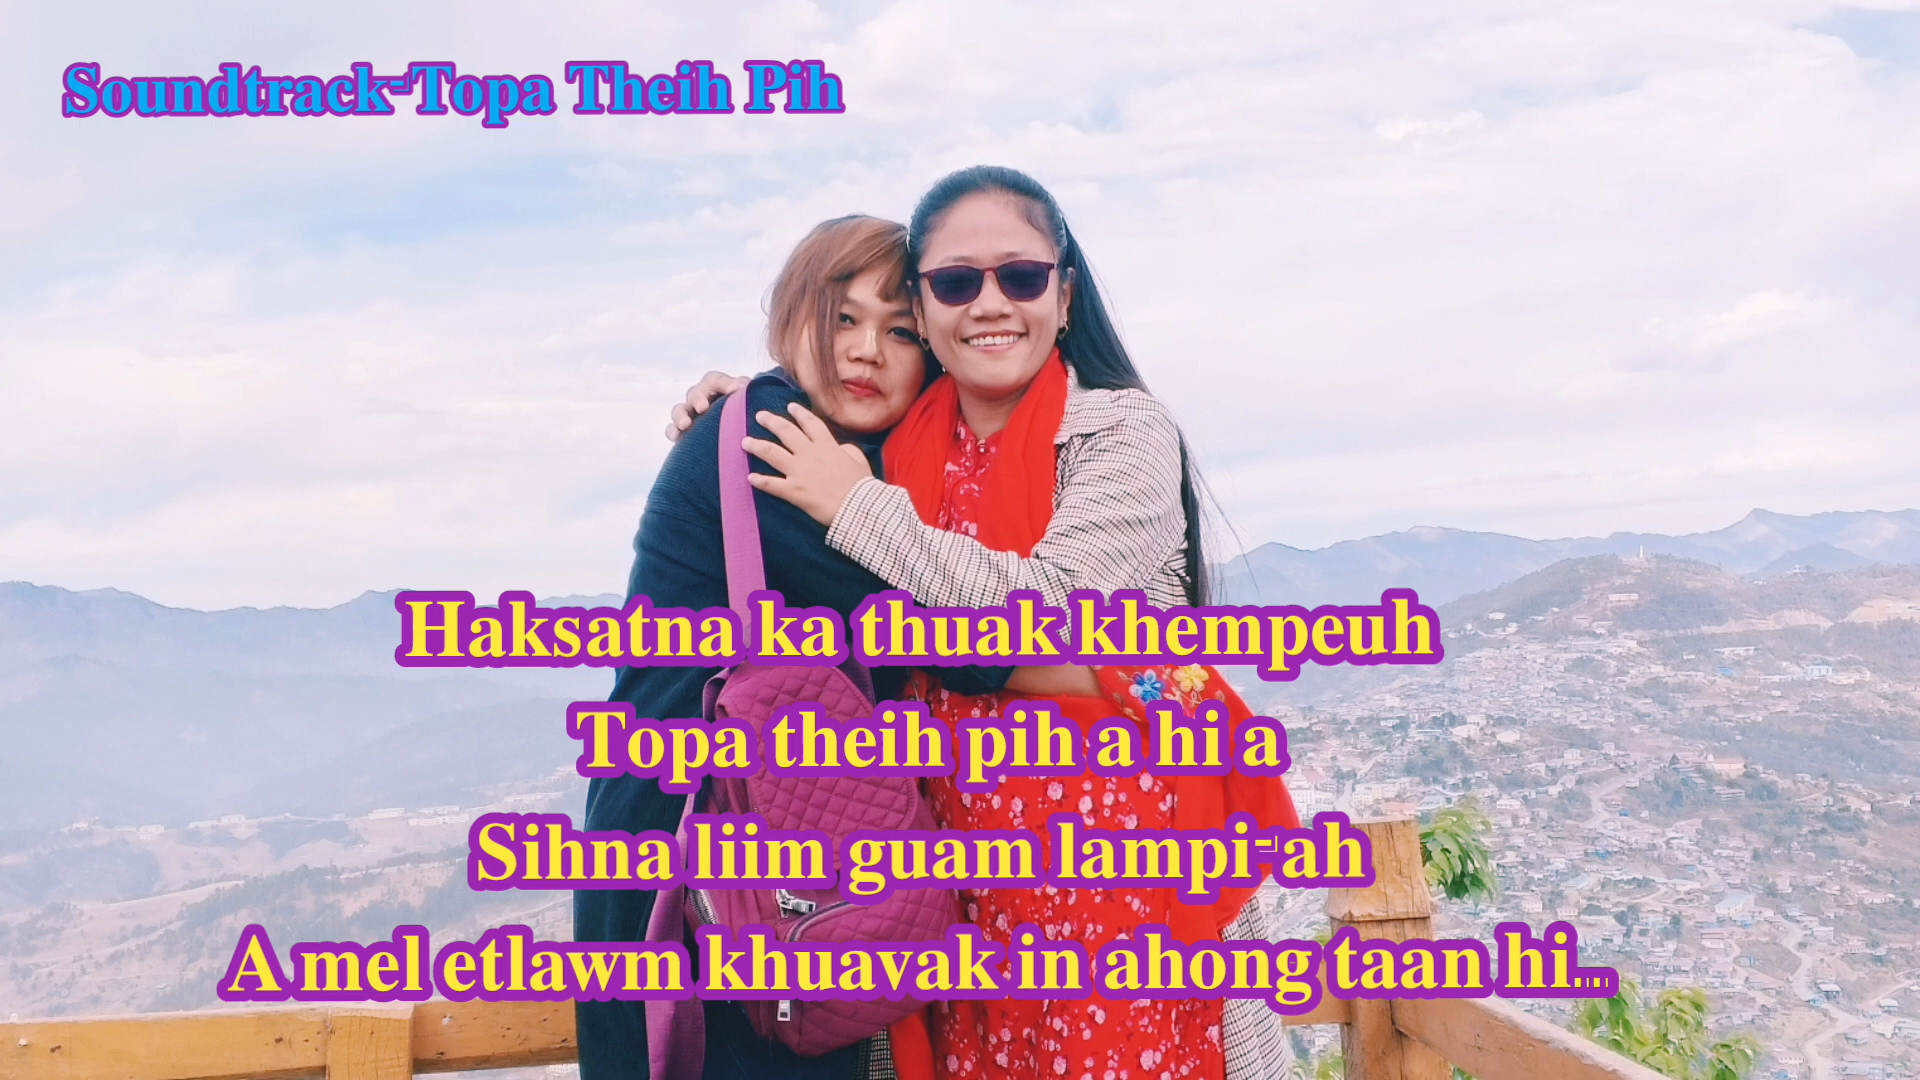 Soundtrack-Topa Theih Pih
Haksatna ka thuak khempeuh
Topa theih pih a hi a
Sihna liim guam lampi-ah
A mel etlawm khuavak in ahong taan hi...